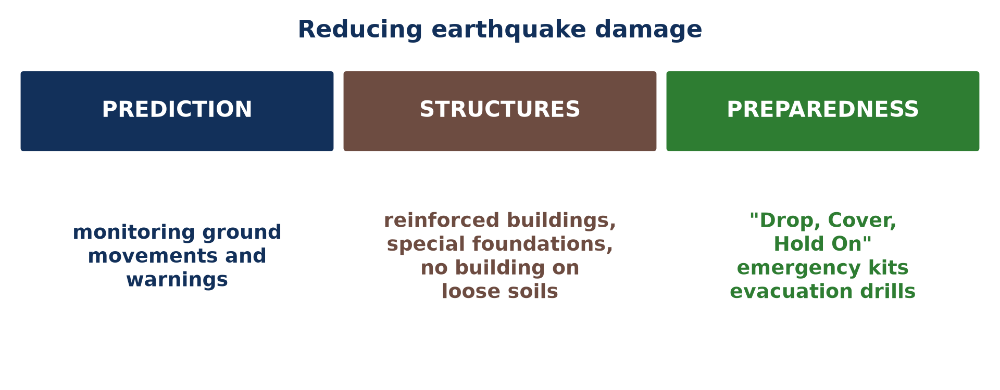 Reducing earthquake damage
PREDICTION
STRUCTURES
PREPAREDNESS
monitoring ground
movements and
warnings
reinforced buildings,
special foundations,
no building on
loose soils
"Drop, Cover,
Hold On"
emergency kits
evacuation drills